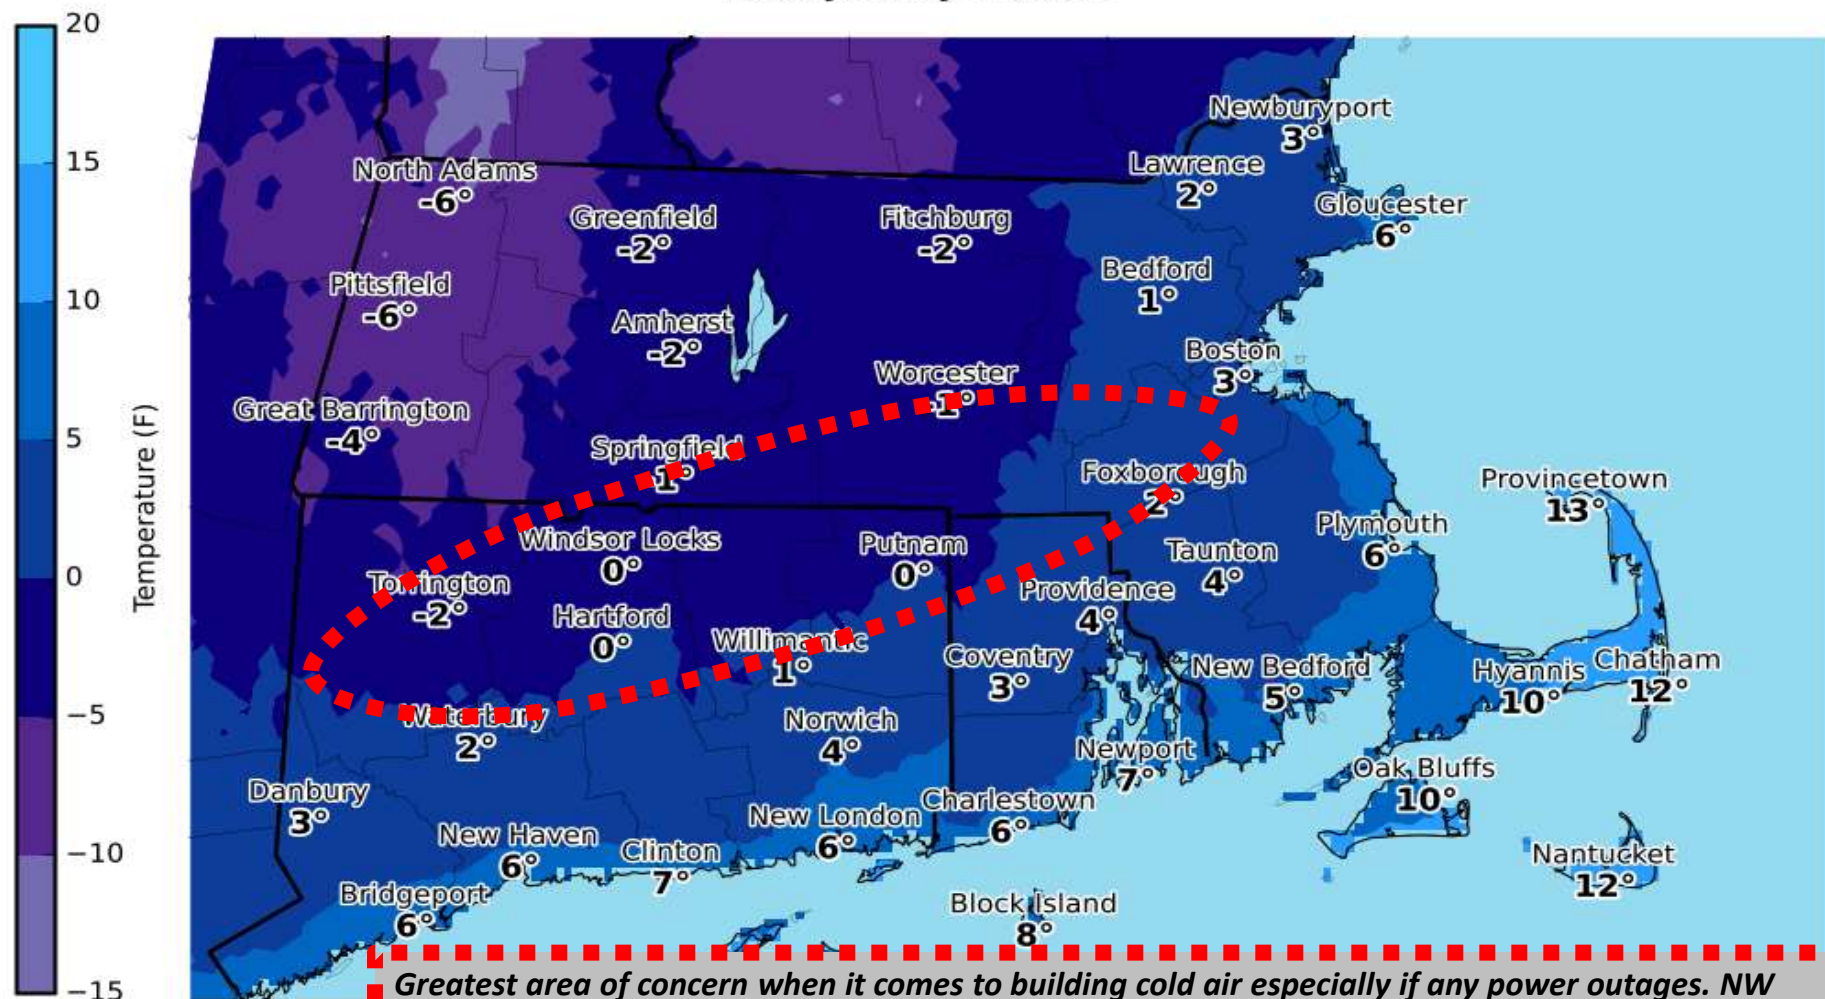 20
15
10
5
0
−5
−10
−15
Temperature (F)
Newburyport
3°
Lawrence
2°
North Adams
-6°
Greenfield
-2°
Fitchburg
-2°
Gloucester
6°
Bedford
1°
Pittsfield
-6°
Amherst
-2°
Boston
3°
Worcester
-1°
Great Barrington
-4°
Springfield
-1°
Foxborough
2°
Provincetown
13°
Plymouth
6°
Windsor Locks
0°
Putnam
0°
Taunton
4°
Torrington
-2°
Providence
4°
Hartford
0°
Willimantic
1°
Coventry
3°
New Bedford
5°
Hyannis
10°
Chatham
12°
Waterbury
2°
Norwich
4°
Newport
7°
Oak Bluffs
10°
Danbury
3°
New London
6°
Charlestown
6°
New Haven
6°
Clinton
7°
Nantucket
12°
Bridgeport
6°
Block Island
8°
Greatest area of concern when it comes to building cold air especially if any power outages. NW